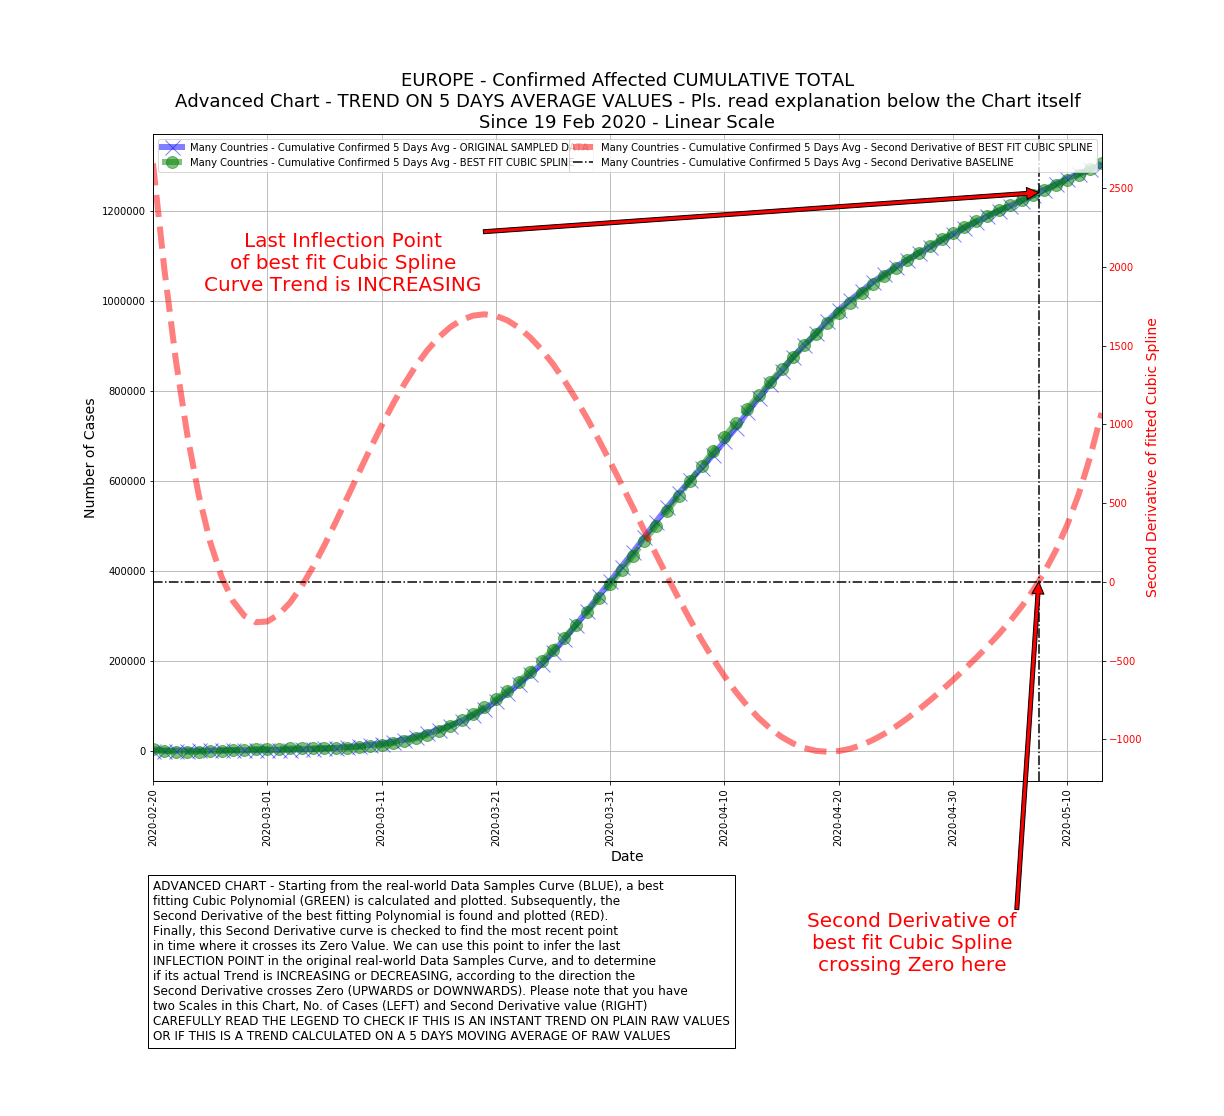 EUROPE - Confirmed Affected CUMULATIVE TOTAL
Advanced Chart - TREND ON 5 DAYS AVERAGE VALUES - Pls. read explanation below the Chart itself
Since 19 Feb 2020 - Linear Scale
Many Countries - Cumulative Confirmed 5 Days Avg - ORIGINAL SAMPLED DATA
Many Countries - Cumulative Confirmed 5 Days Avg - BEST FIT CUBIC SPLIN
Many Countries - Cumulative Confirmed 5 Days Avg - Second Derivative of BEST FIT CUBIC SPLINE
Many Countries - Cumulative Confirmed 5 Days Avg - Second Derivative BASELINE
Last Inflection Point
of best fit Cubic Spline
Curve Trend is INCREASING
Number of Cases
1200000
1000000
800000
600000
400000
200000
0
2500
2000
1500
1000
500
0
−500
−1000
Second Derivative of fitted Cubic Spline
2020-02-20
2020-03-01
2020-03-11
2020-03-21
2020-03-31
2020-04-10
2020-04-20
2020-04-30
2020-05-10
Date
ADVANCED CHART - Starting from the real-world Data Samples Curve (BLUE), a best
fitting Cubic Polynomial (GREEN) is calculated and plotted. Subsequently, the
Second Derivative of the best fitting Polynomial is found and plotted (RED).
Finally, this Second Derivative curve is checked to find the most recent point
in time where it crosses its Zero Value. We can use this point to infer the last
INFLECTION POINT in the original real-world Data Samples Curve, and to determine
if its actual Trend is INCREASING or DECREASING, according to the direction the
Second Derivative crosses Zero (UPWARDS or DOWNWARDS). Please note that you have
two Scales in this Chart, No. of Cases (LEFT) and Second Derivative value (RIGHT)
CAREFULLY READ THE LEGEND TO CHECK IF THIS IS AN INSTANT TREND ON PLAIN RAW VALUES
OR IF THIS IS A TREND CALCULATED ON A 5 DAYS MOVING AVERAGE OF RAW VALUES
Second Derivative of
best fit Cubic Spline
crossing Zero here